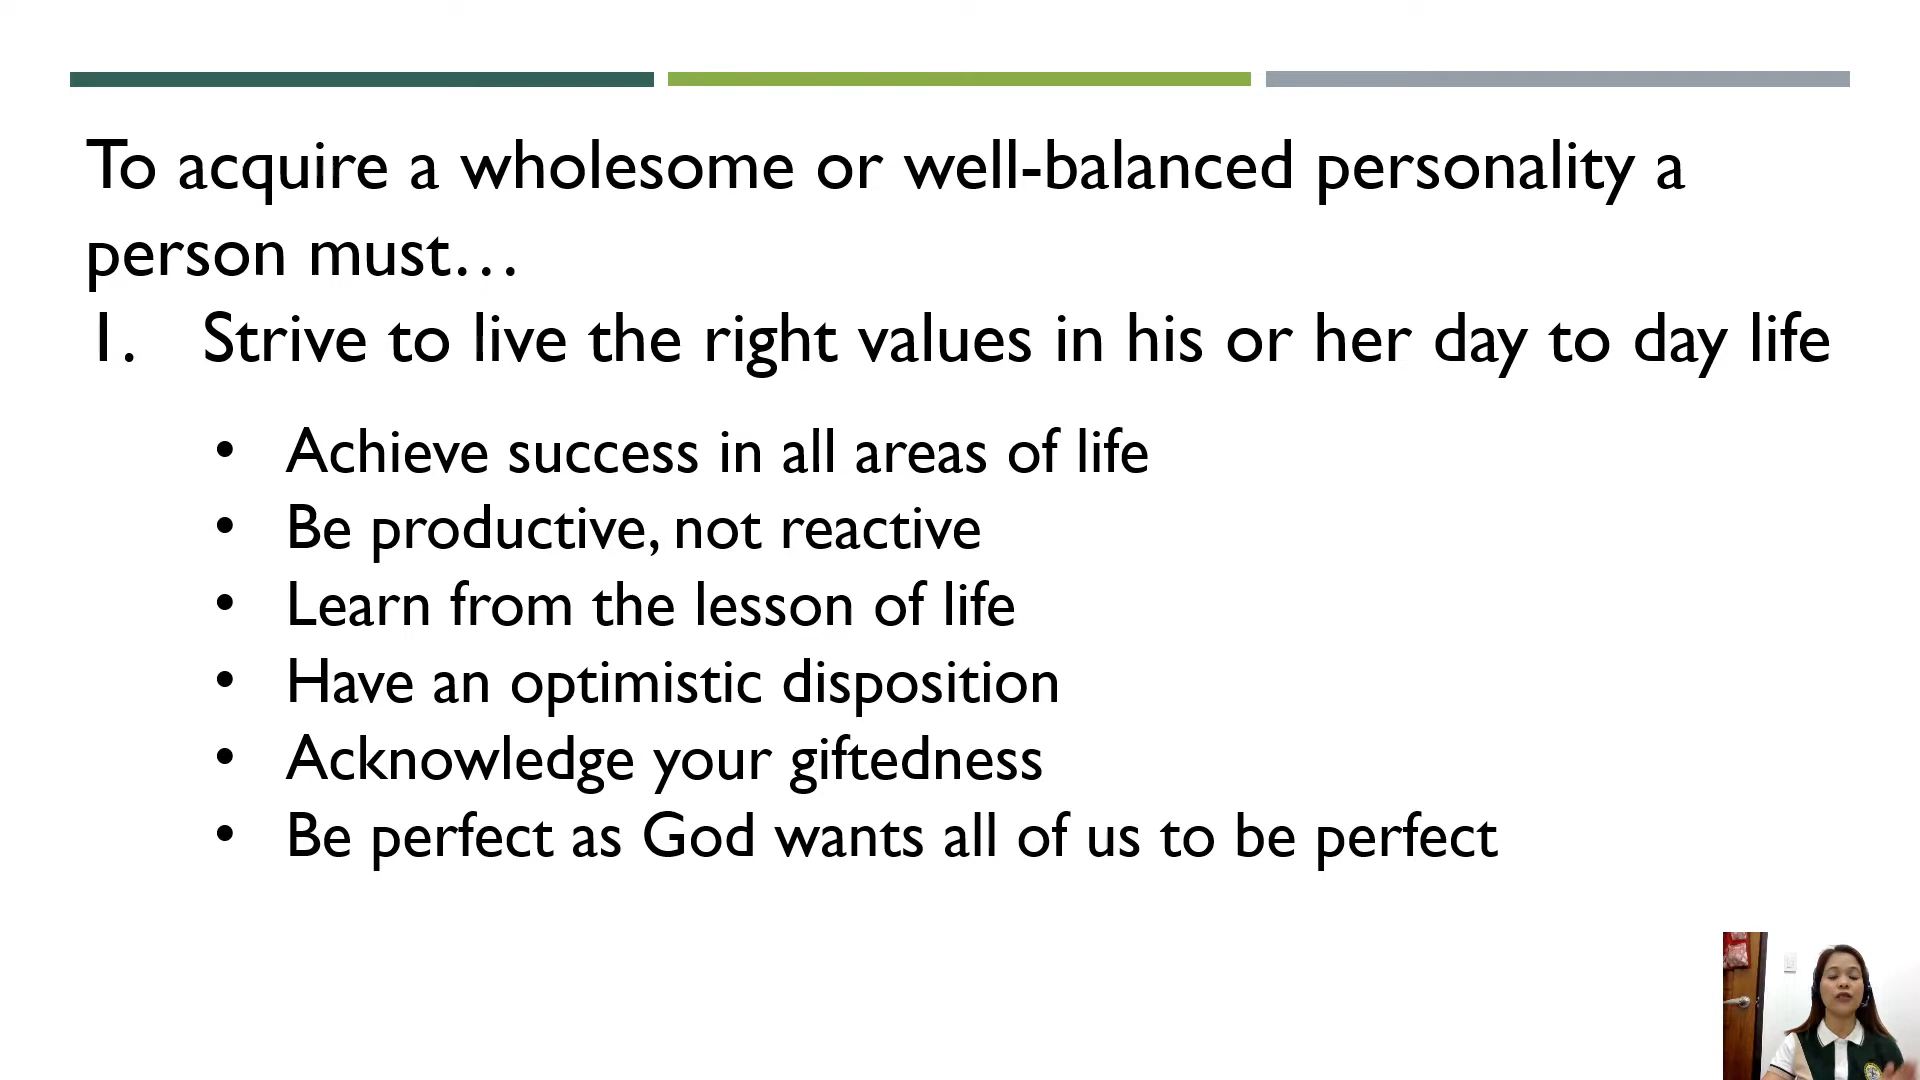 To acquire a wholesome or well-balanced personality a
person must…
1. Strive to live the right values in his or her day to day life
• Achieve success in all areas of life
• Be productive, not reactive
• Learn from the lesson of life
• Have an optimistic disposition
• Acknowledge your giftedness
• Be perfect as God wants all of us to be perfect